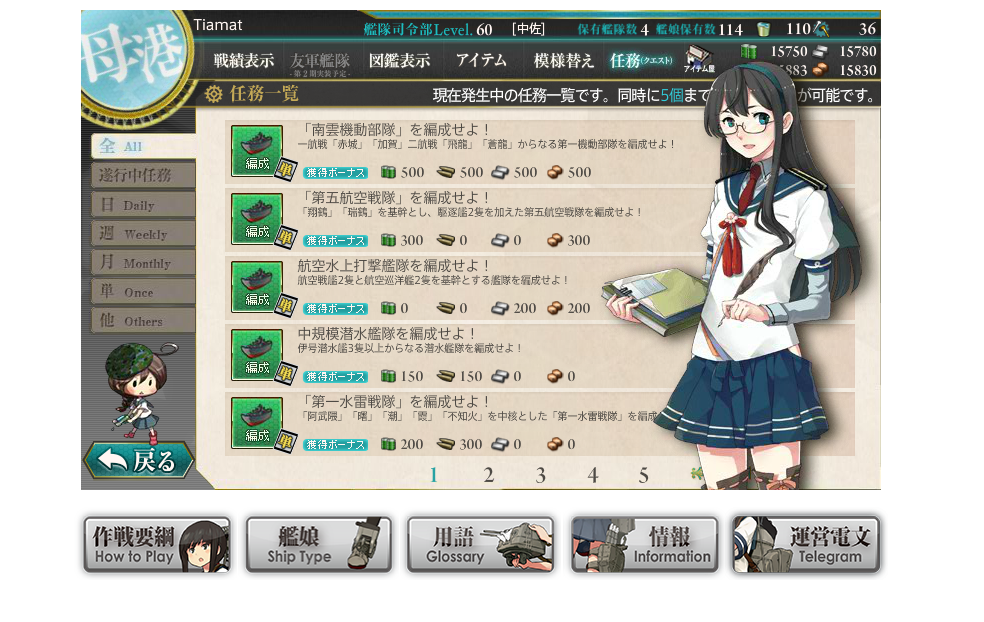 母港
Tiamat
艦隊司令部Level. 60 [中佐] 保有艦隊数 4 艦娘保有数 114 110 36
戦績表示 友軍艦隊 図鑑表示 アイテム 模様替え 任務(クエスト) アイテム屋 15750 15780
-第2期実装予定-
883 15830
任務一覧 現在発生中の任務一覧です。同時に5個まで が可能です。
全 All
遂行中任務
日 Daily
週 Weekly
月 Monthly
単 Once
他 Others
戻る
「南雲機動部隊」を編成せよ!
一航戦「赤城」「加賀」二航戦「飛龍」「蒼龍」からなる第一機動部隊を編成せよ!
編成 単 獲得ボーナス 500 500 500 500
「第五航空戦隊」を編成せよ!
「翔鶴」「瑞鶴」を基幹とし、駆逐艦2隻を加えた第五航空戦隊を編成せよ!
編成 単 獲得ボーナス 300 0 0 300
航空水上打撃艦隊を編成せよ!
航空戦艦2隻と航空巡洋艦2隻を基幹とする艦隊を編成せよ!
編成 単 獲得ボーナス 0 0 200 200
中規模潜水艦隊を編成せよ!
伊号潜水艦3隻以上からなる潜水艦隊を編成せよ!
編成 単 獲得ボーナス 150 150 0 0
「第一水雷戦隊」を編成せよ!
「阿武隈」「曙」「潮」「霞」「不知火」を中核とした「第一水雷戦隊」を編成
編成 単 獲得ボーナス 200 300 0 0
1 2 3 4 5
作戦要綱 How to Play
艦娘 Ship Type
用語 Glossary
情報 Information
運営電文 Telegram